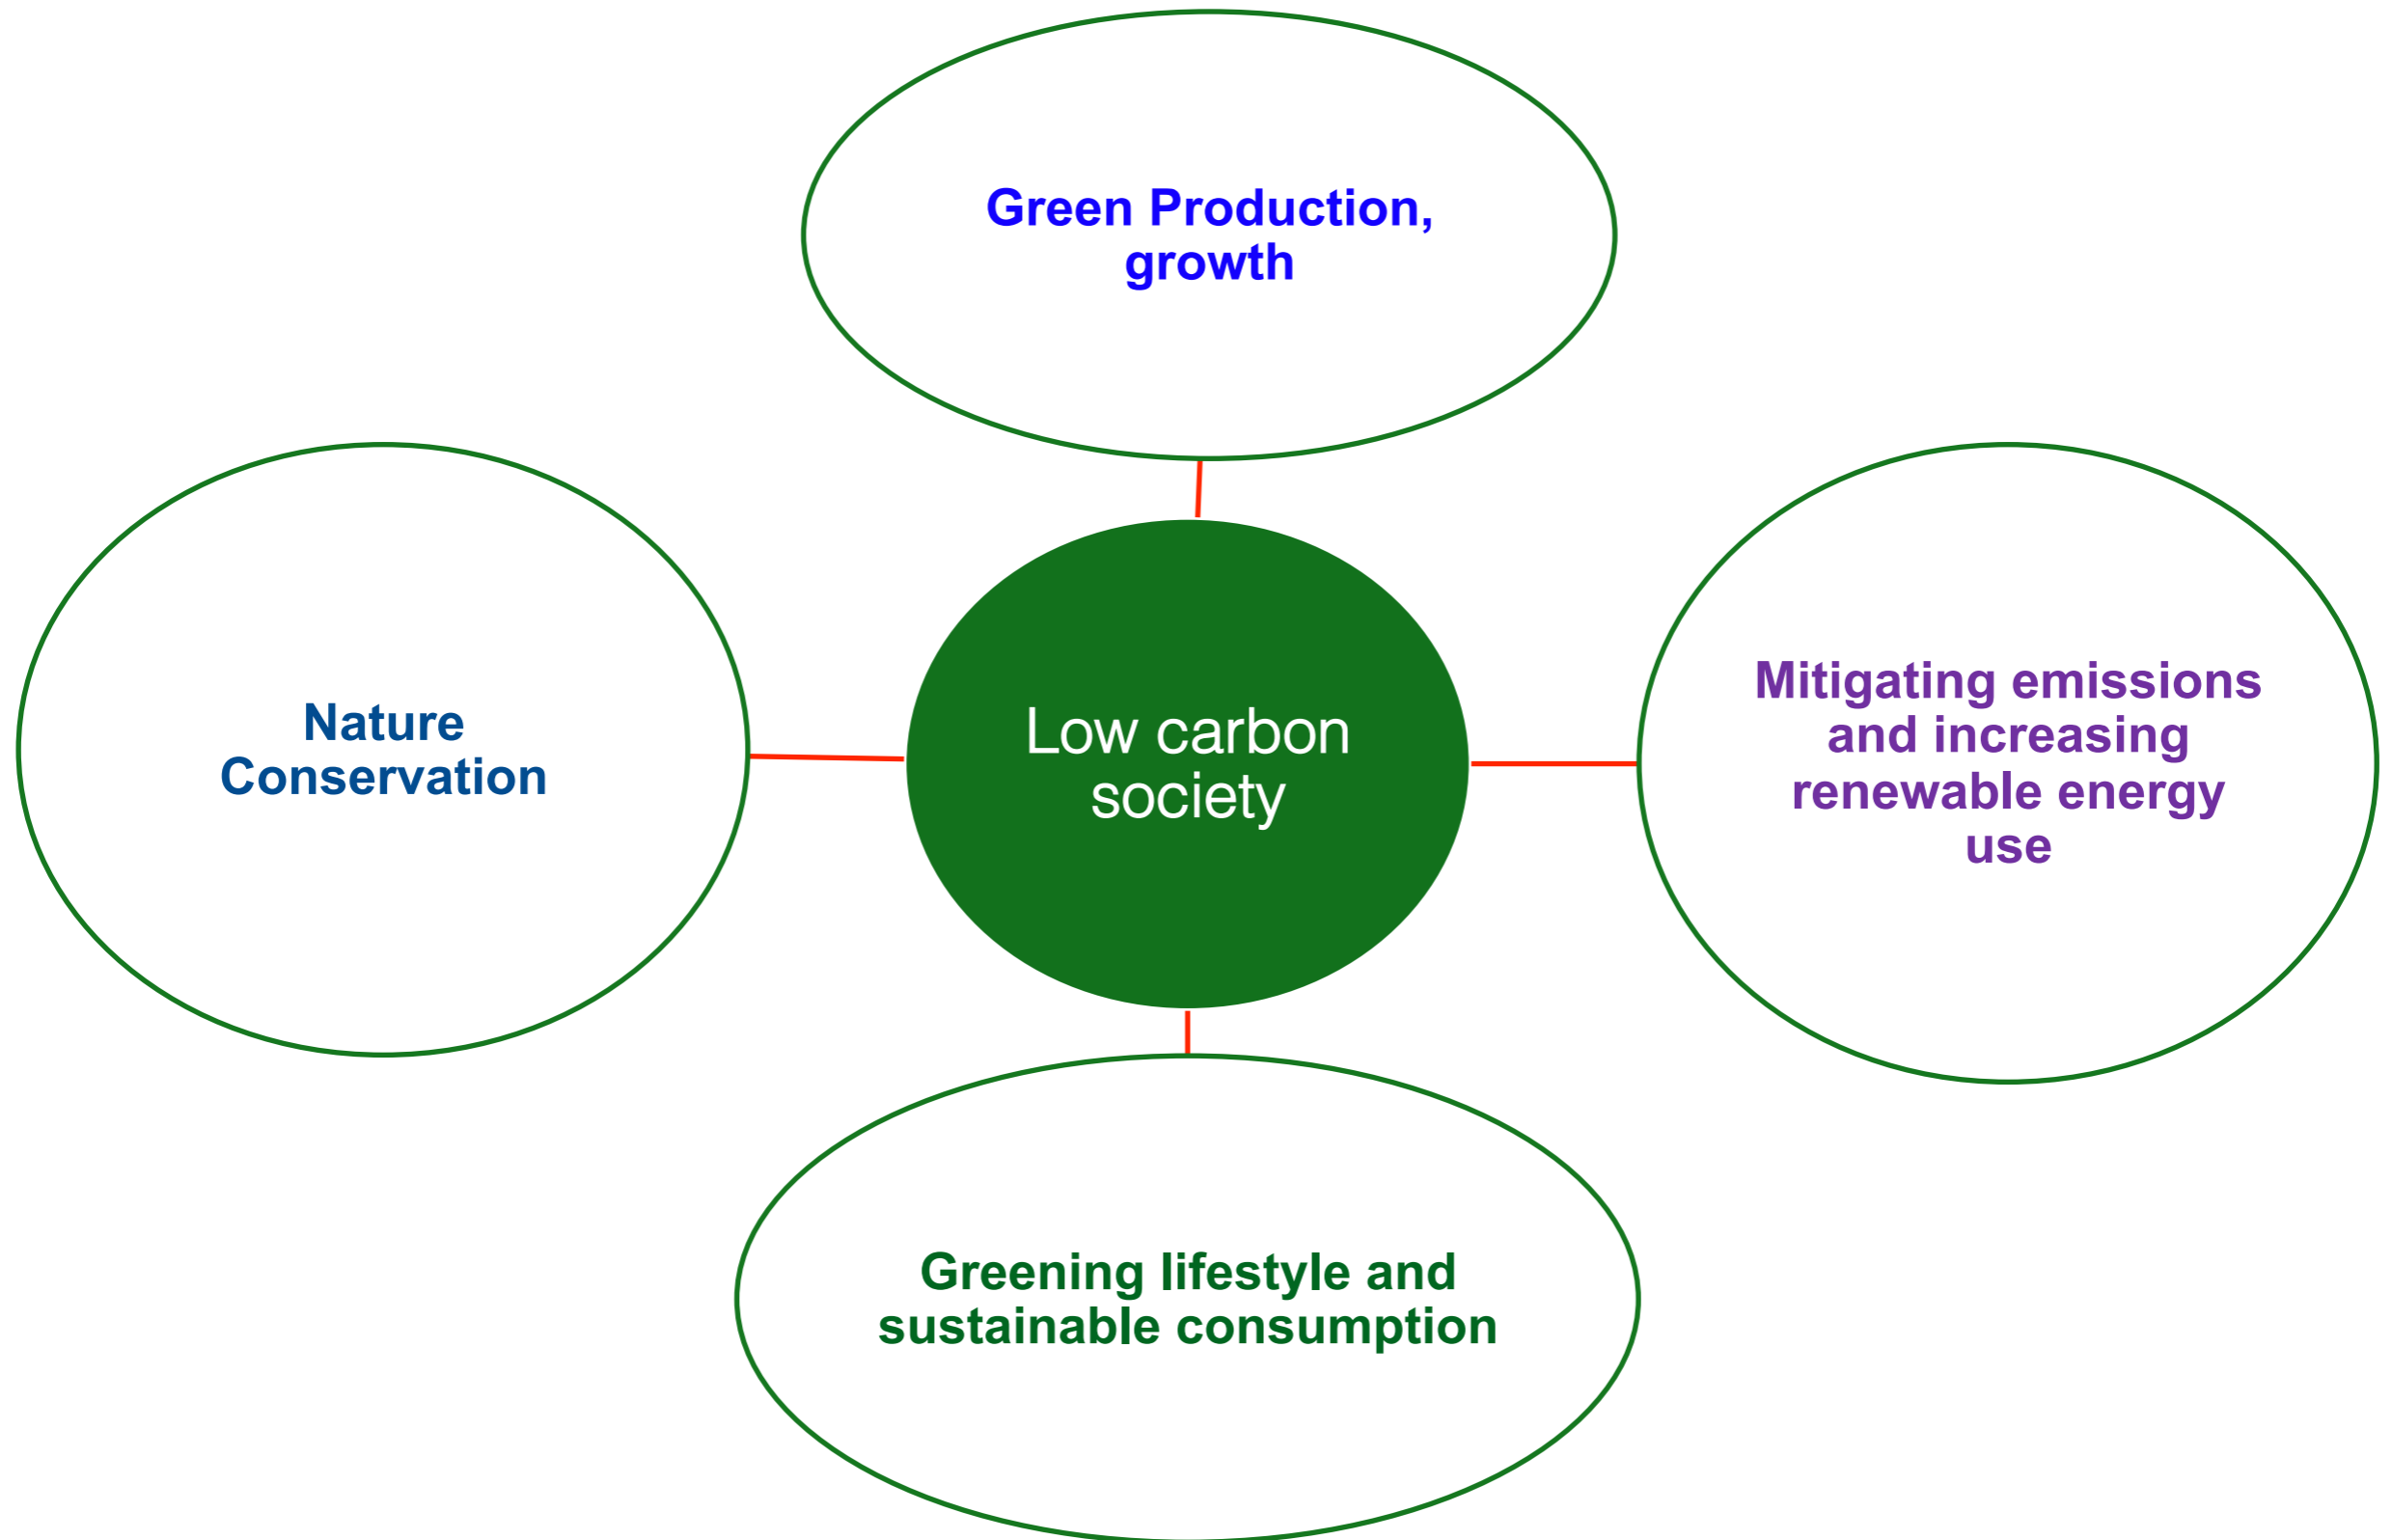 Green Production,
growth
Nature
Conservation
Low carbon
society
Mitigating emissions
and increasing
renewable energy
use
Greening lifestyle and
sustainable consumption